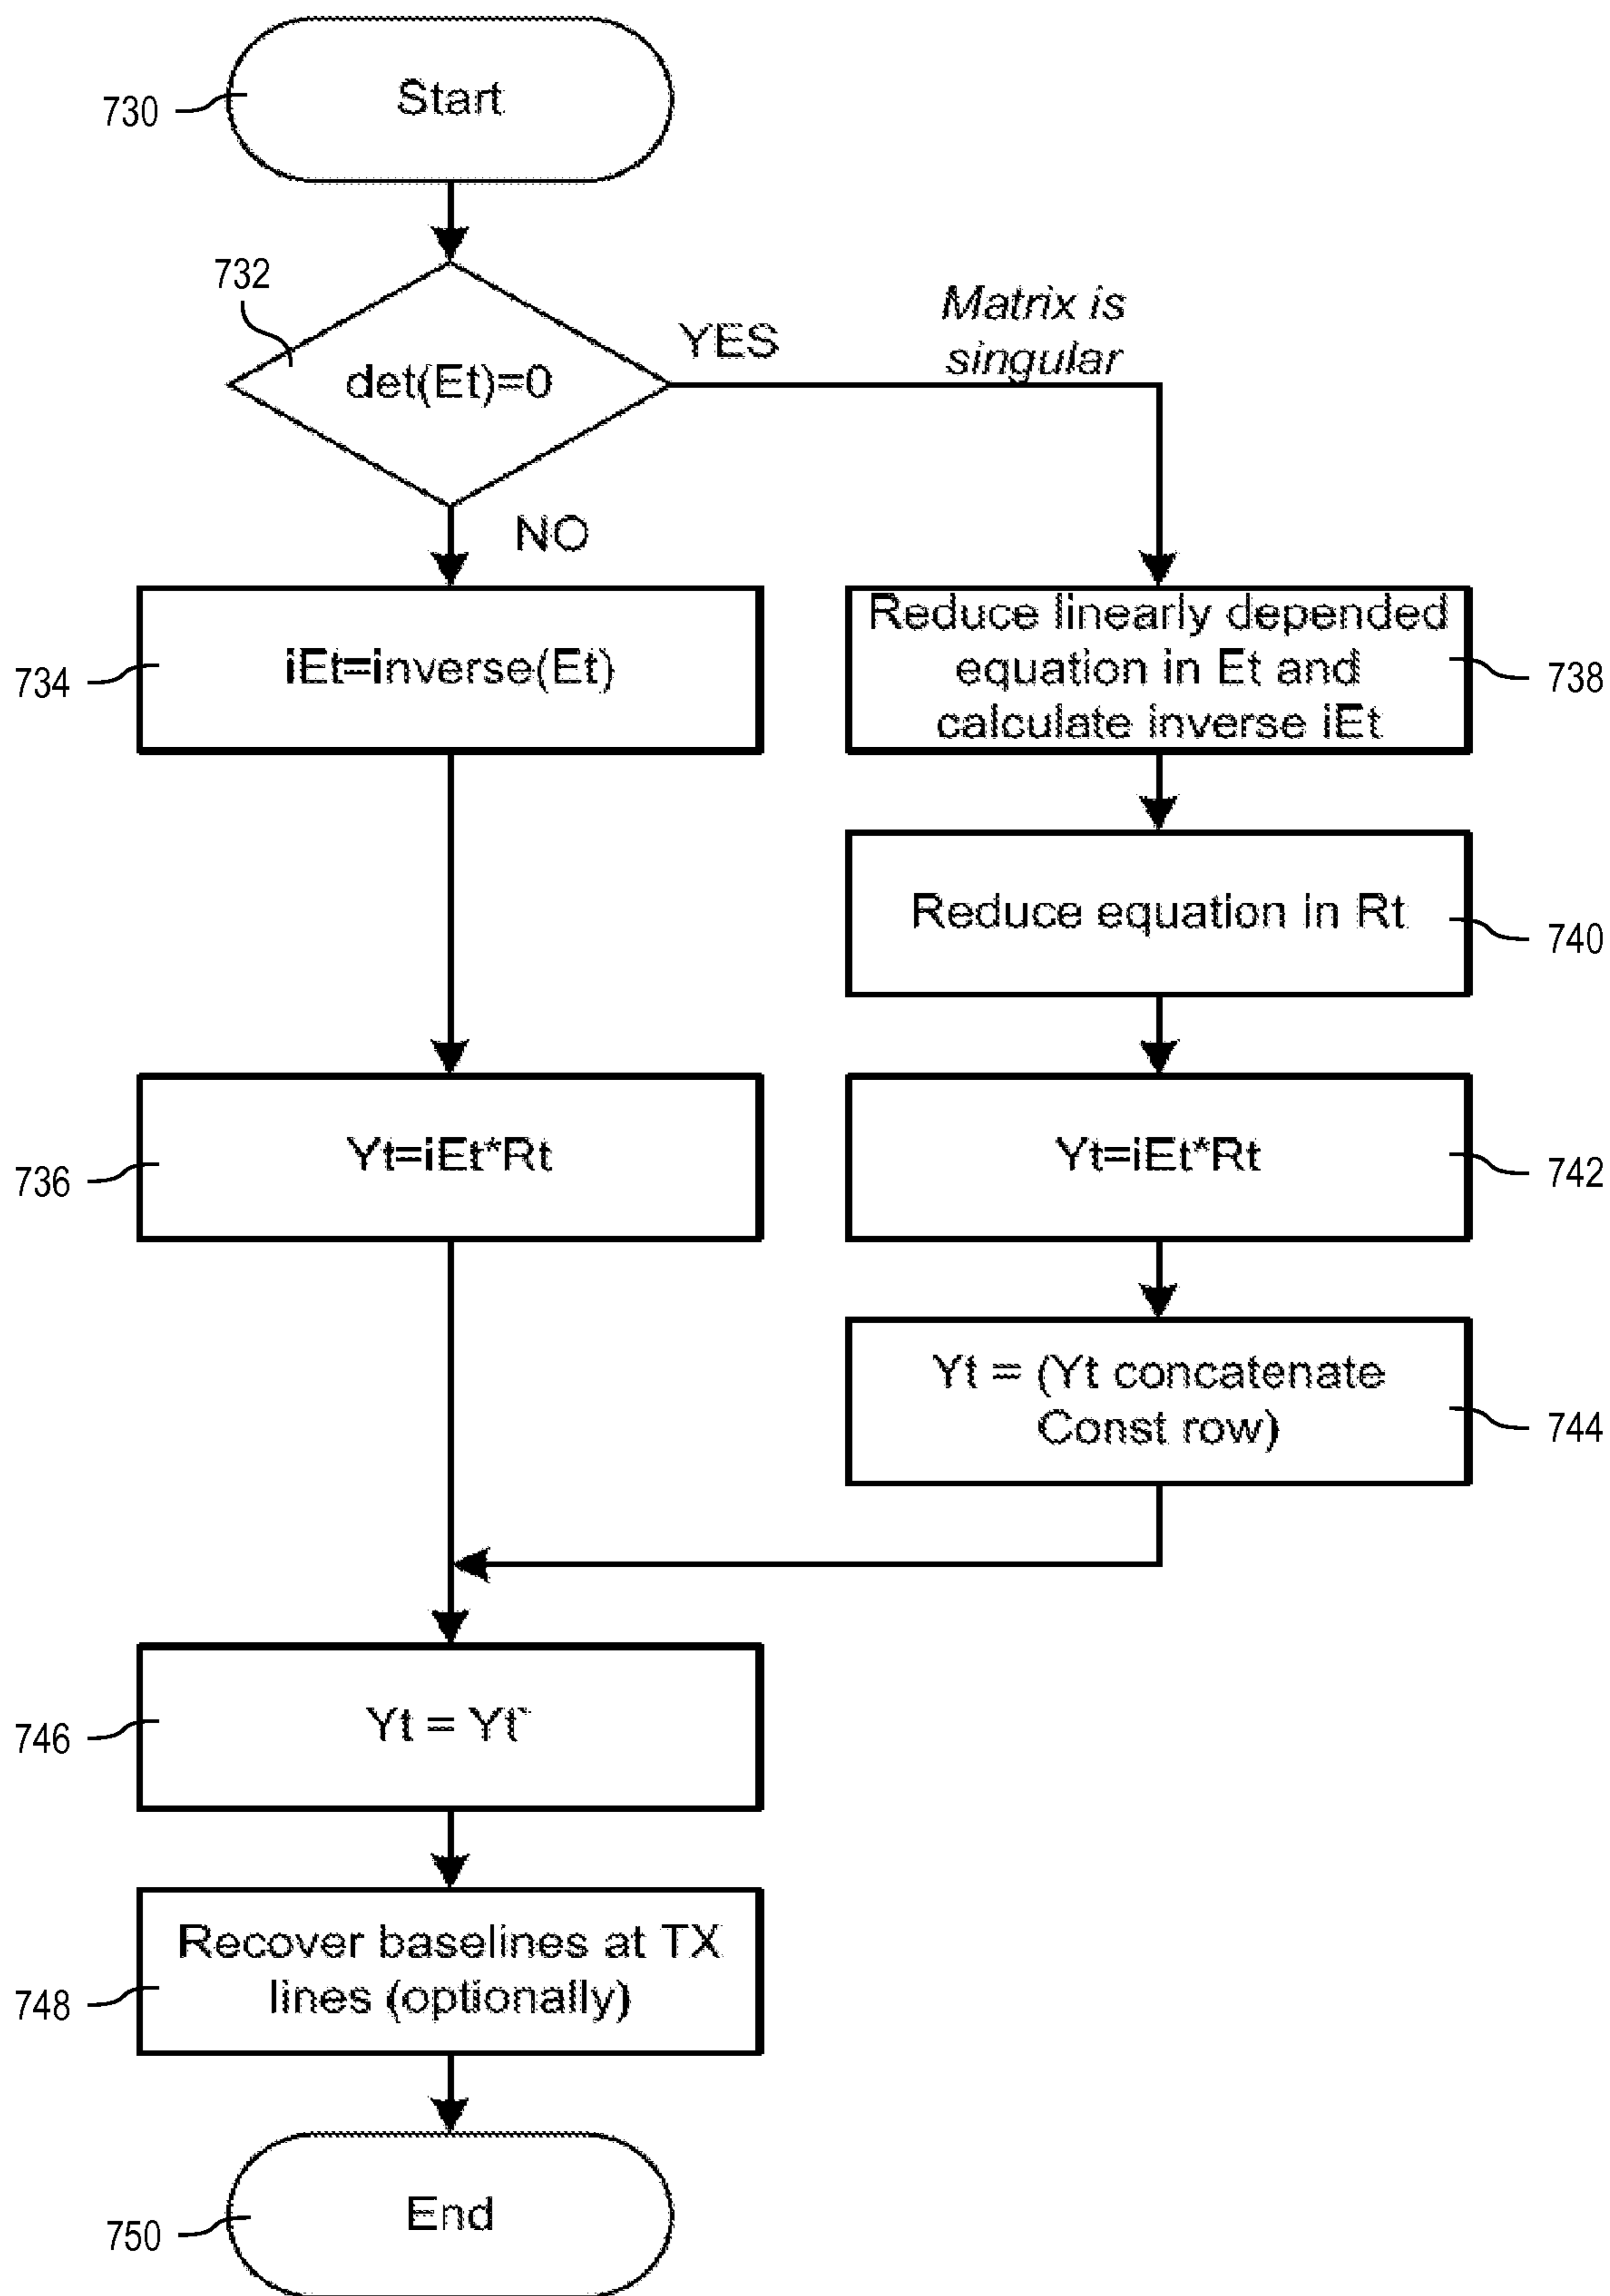 Start
730
732
det(Et)=0
YES
Matrix is
singular
NO
iEt=inverse(Et)
734
Reduce linearly depended
equation in Et and
calculate inverse iEt
738
Reduce equation in Rt
740
Yt=iEt*Rt
736
Yt=iEt*Rt
742
Yt = (Yt concatenate
Const row)
744
Yt = Yt`
746
Recover baselines at TX
lines (optionally)
748
End
750